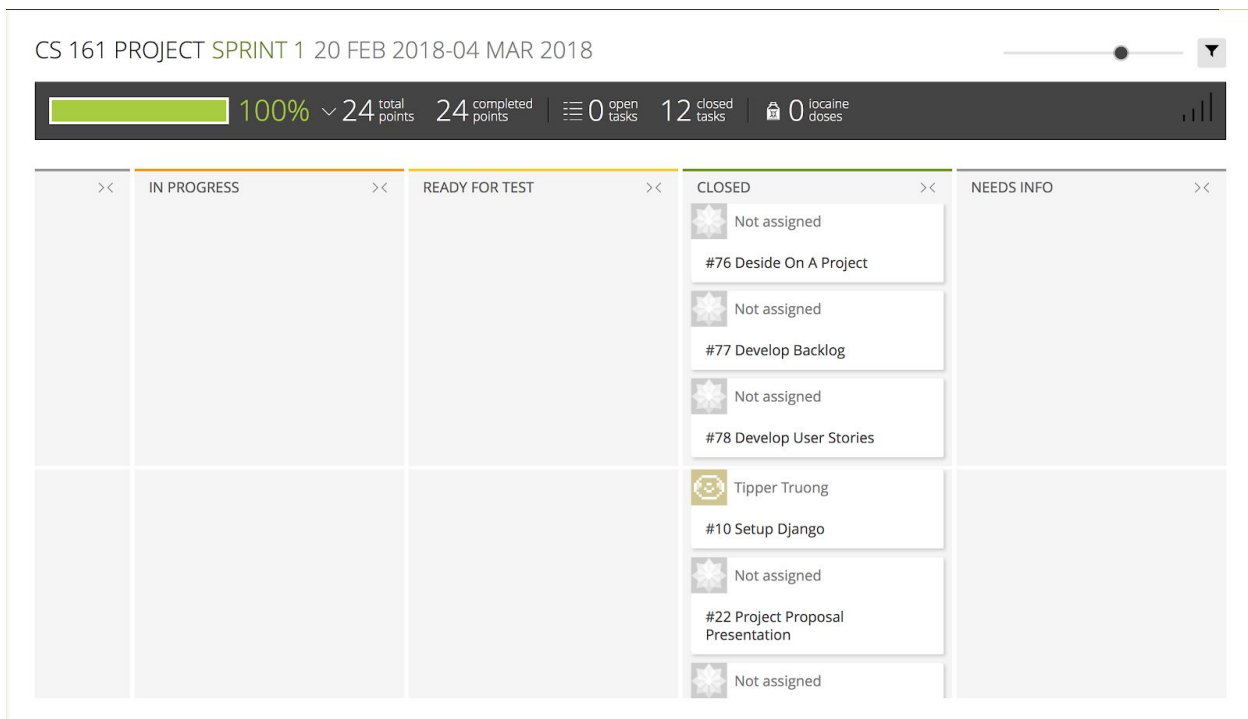 CS 161 PROJECT SPRINT 1 20 FEB 2018-04 MAR 2018
100% 24 total points 24 completed points 0 open tasks 12 closed tasks 0 iocaine doses
IN PROGRESS READY FOR TEST CLOSED NEEDS INFO
Not assigned
#76 Deside On A Project
Not assigned
#77 Develop Backlog
Not assigned
#78 Develop User Stories
Tipper Truong
#10 Setup Django
Not assigned
#22 Project Proposal
Presentation
Not assigned